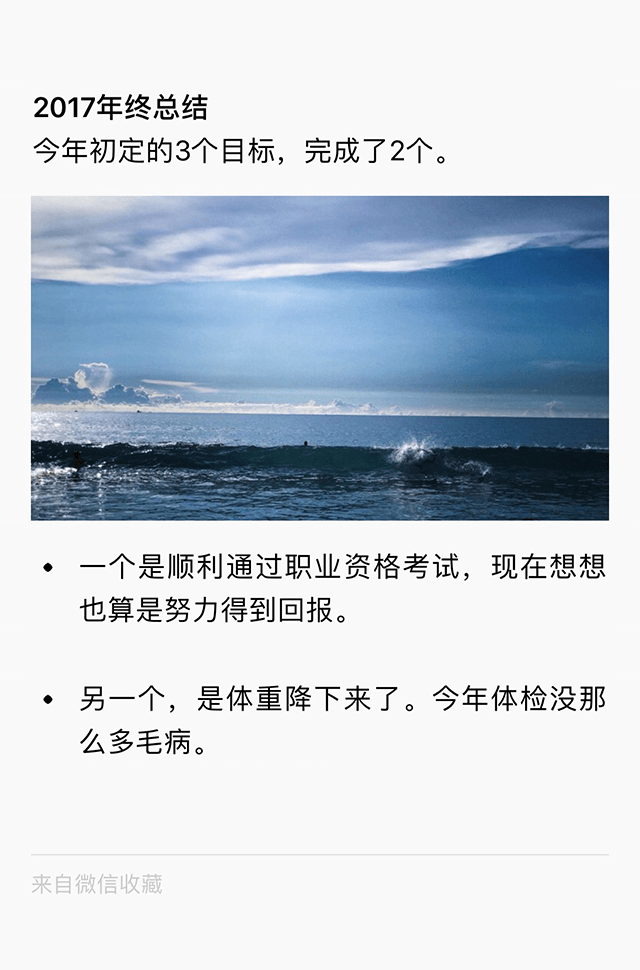 2017年终总结
今年初定的3个目标，完成了2个。
一个是顺利通过职业资格考试，现在想想
也算是努力得到回报。
另一个，是体重降下来了。今年体检没那
么多毛病。
来自微信收藏